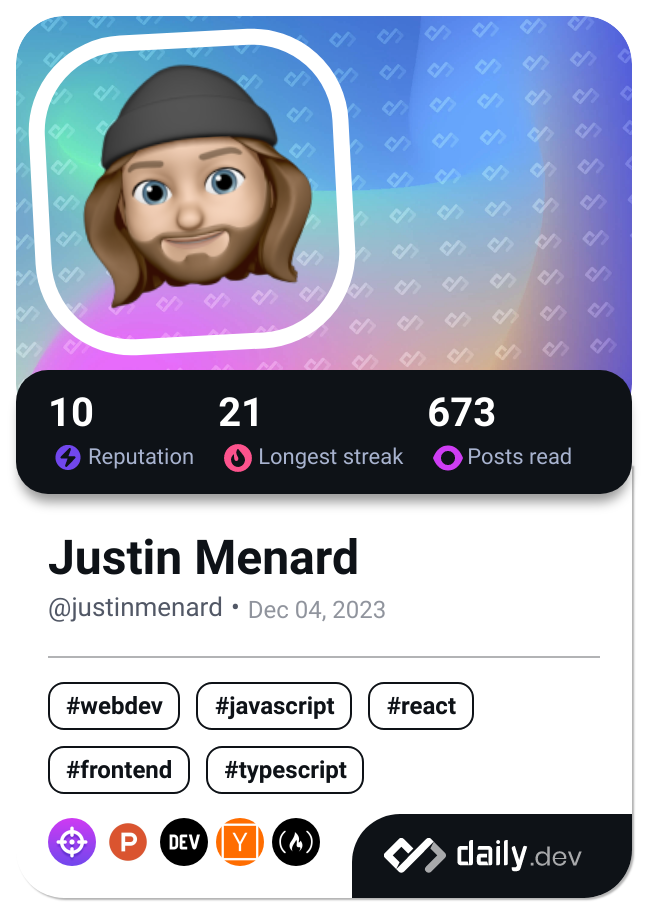 10 21 673
Reputation Longest streak Posts read
Justin Menard
@justinmenard • Dec 04, 2023
#webdev #javascript #react
#frontend #typescript
P DEV Y
daily.dev